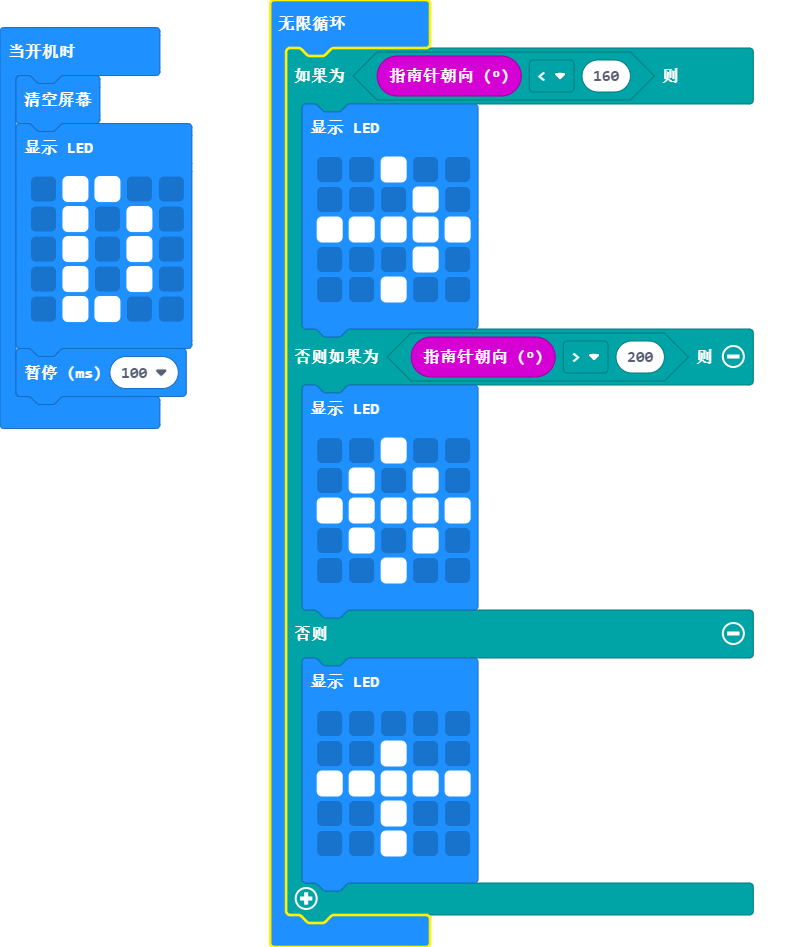 当开机时
清空屏幕
显示 LED
暂停 (ms) 100
无限循环
如果为 指南针朝向 (°) < 160 则
显示 LED
否则如果为 指南针朝向 (°) > 200 则
显示 LED
否则
显示 LED